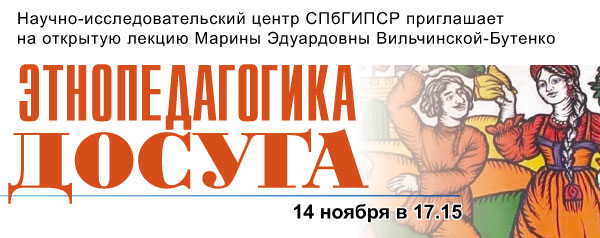 Научно-исследовательский центр СПбГИПСР приглашает
на открытую лекцию Марины Эдуардовны Вильчинской-Бутенко
ЭТНОПЕДАГОГИКА
ДОСУГА
14 ноября в 17.15